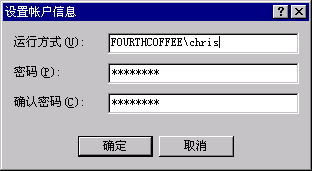 设置帐户信息
运行方式(U): FOURTHCOFFEE\chris
密码(P): ********
确认密码(C): ********
确定 取消